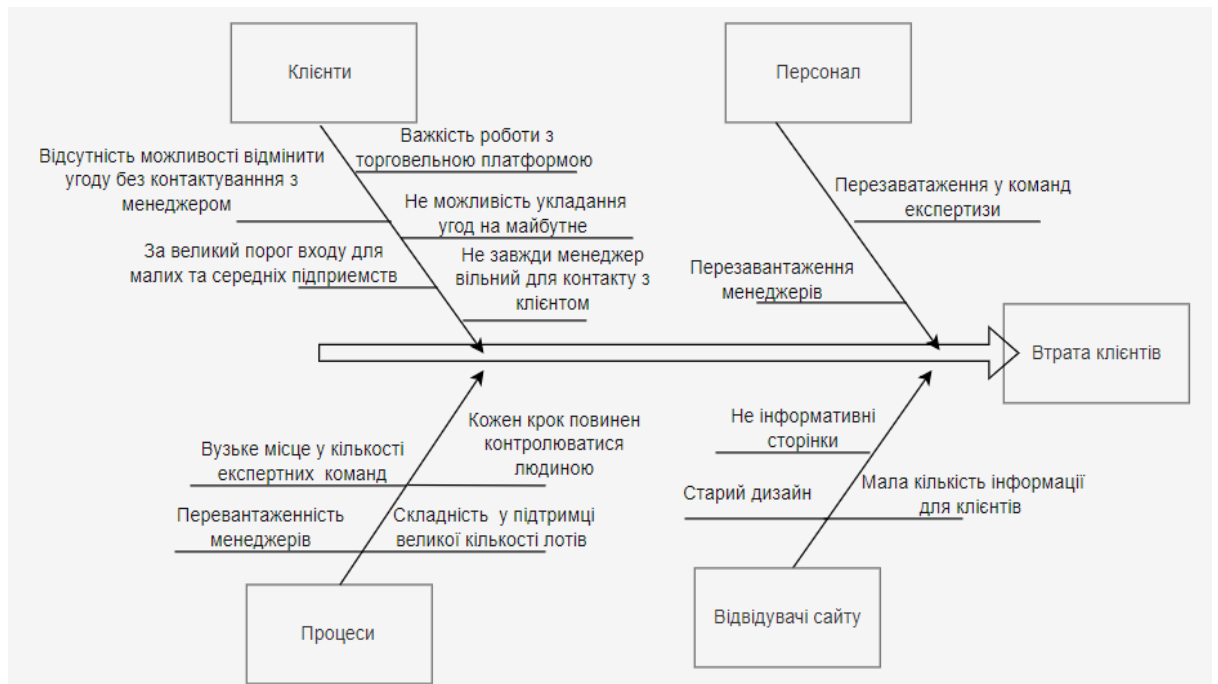 Клієнти
Персонал
Важкість роботи з
торговельною платформою
Відсутність можливості відмінити
угоду без контактуванння з
менеджером
Не можливість укладання
угод на майбутне
За великий порог входу для
малих та середніх підприемств
Не завжди менеджер
вільний для контакту з
клієнтом
Перезаватаження у команд
експертизи
Перезавантаження
менеджерів
Втрата клієнтів
Кожен крок повинен
контролюватися
людиною
Вузьке місце у кількості
експертних команд
Перевантаженність
менеджерів
Складність у підтримці
великої кількості лотів
Не інформативні
сторінки
Старий дизайн
Мала кількість інформації
для клієнтів
Процеси
Відвідувачі сайту